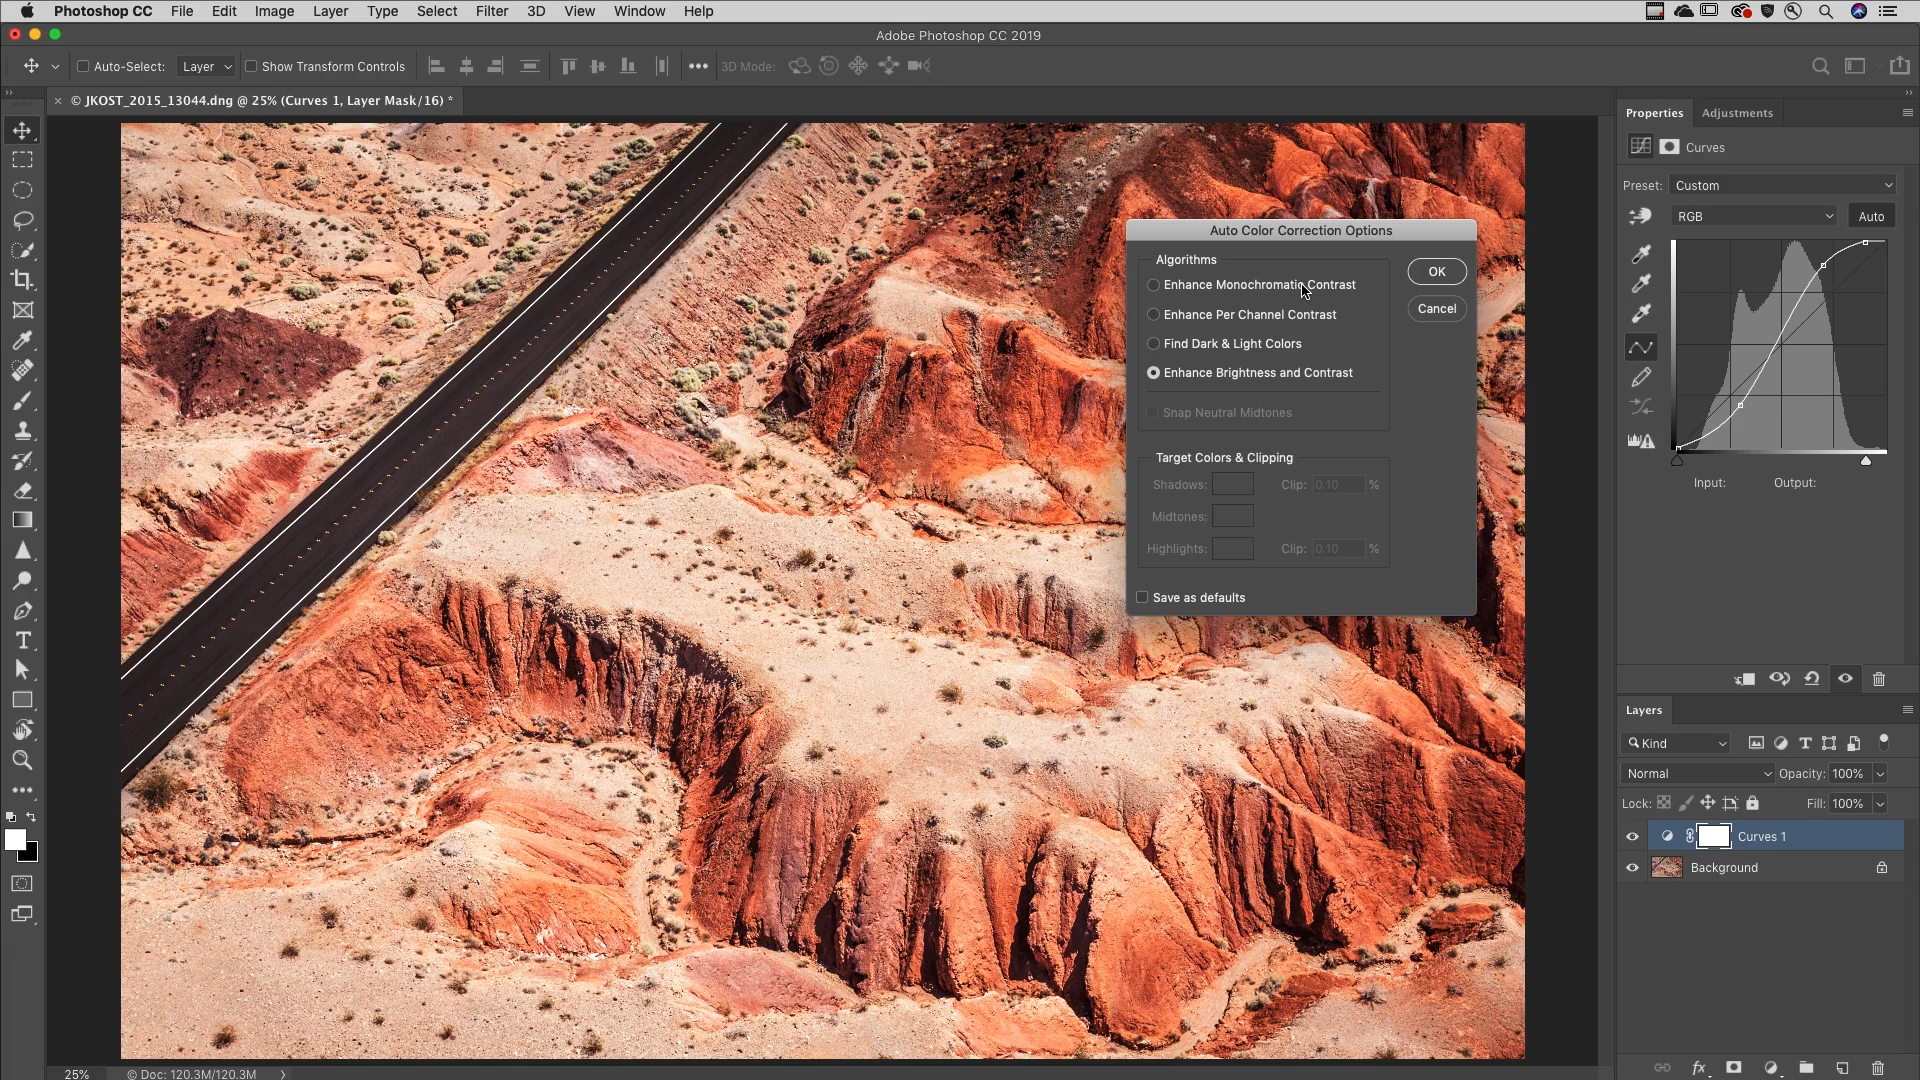 Photoshop CC File Edit Image Layer Type Select Filter 3D View Window Help
Adobe Photoshop CC 2019
Auto-Select: Layer Show Transform Controls 3D Mode:
© JKOST_2015_13044.dng @ 25% (Curves 1, Layer Mask/16) *
Properties Adjustments
Curves
Preset: Custom
RGB Auto
Input: Output:
Auto Color Correction Options
Algorithms
Enhance Monochromatic Contrast
Enhance Per Channel Contrast
Find Dark & Light Colors
Enhance Brightness and Contrast
Snap Neutral Midtones
OK
Cancel
Target Colors & Clipping
Shadows: Clip: 0.10 %
Midtones:
Highlights: Clip: 0.10 %
Save as defaults
Layers
Kind
Normal Opacity: 100%
Lock: Fill: 100%
Curves 1
Background
fx
25% © Doc: 120.3M/120.3M